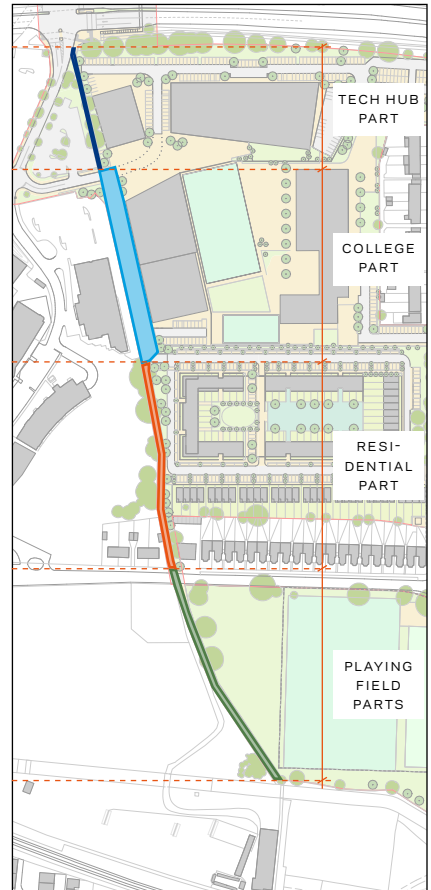 TECH HUB
PART
COLLEGE
PART
RESI-
DENTIAL
PART
PLAYING
FIELD
PARTS